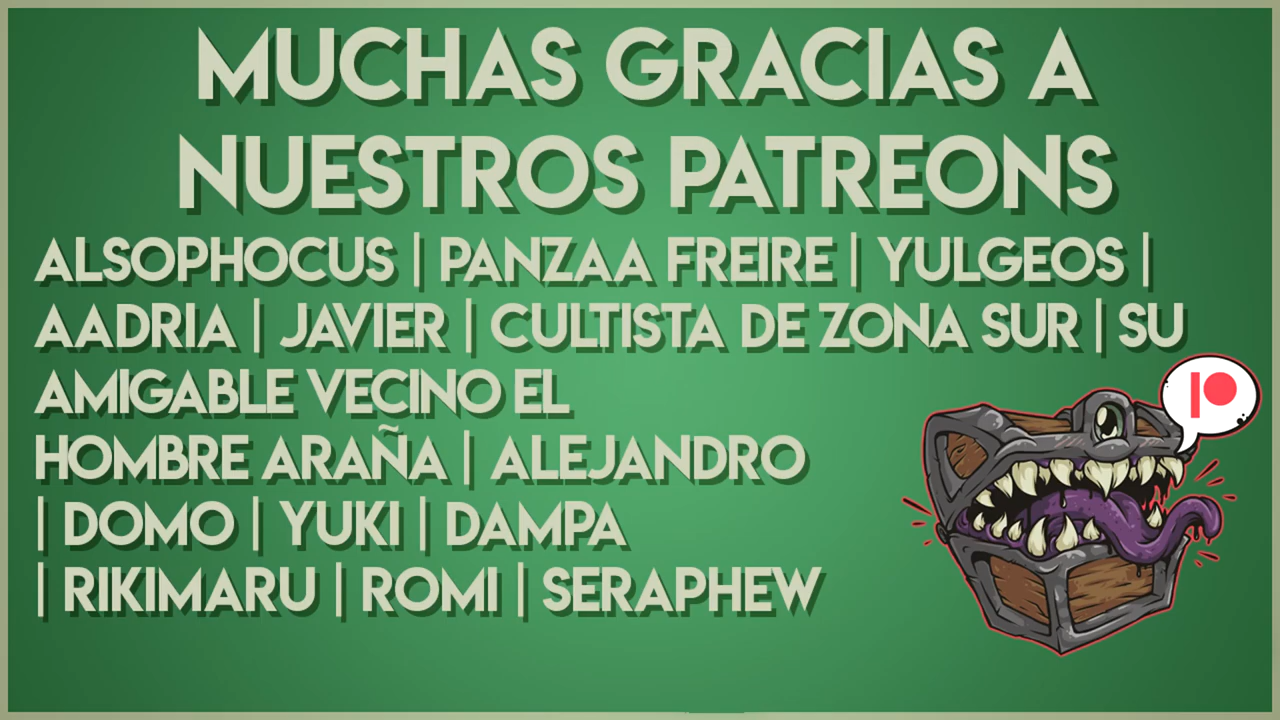 MUCHAS GRACIAS A
NUESTROS PATREONS
ALSOPHOCUS | PANZAA FREIRE | YULGEOS |
AADRIA | JAVIER | CULTISTA DE ZONA SUR | SU
AMIGABLE VECINO EL
HOMBRE ARAÑA | ALEJANDRO
| DOMO | YUKI | DAMPA
| RIKIMARU | ROMI | SERAPHEW